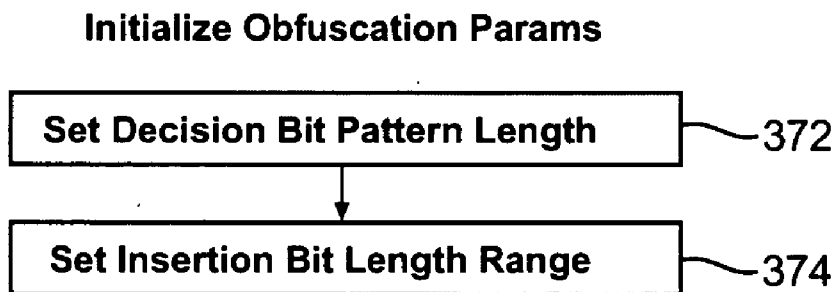 Initialize Obfuscation Params
Set Decision Bit Pattern Length
372
Set Insertion Bit Length Range
374